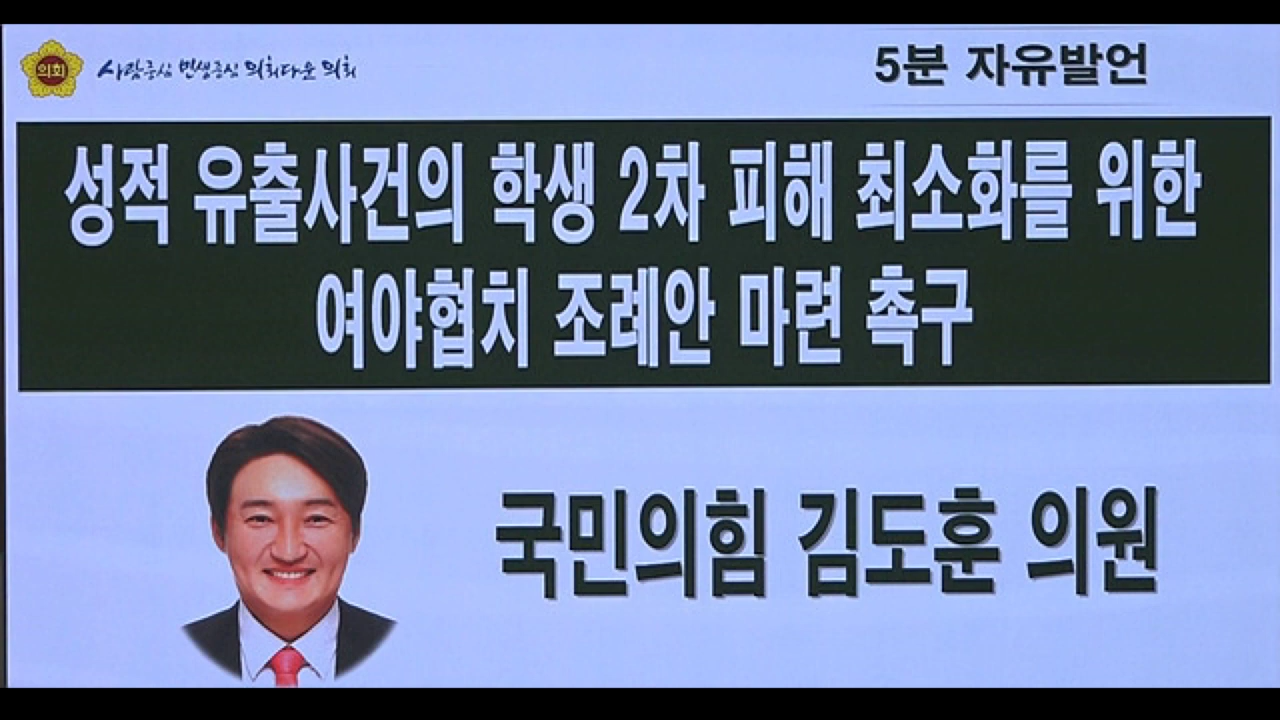 의회
사람중심 민생중심 의회다운 의회
5분 자유발언
성적 유출사건의 학생 2차 피해 최소화를 위한
여야협치 조례안 마련 촉구
국민의힘 김도훈 의원